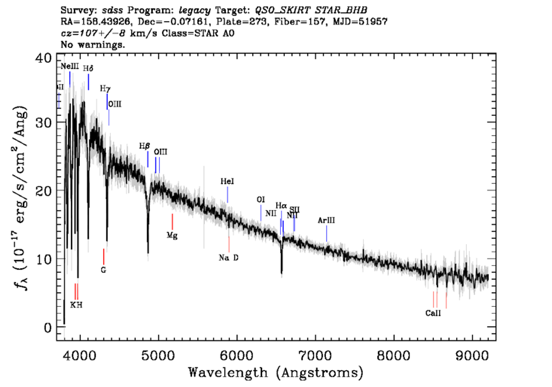 Survey: sdss Program: legacy Target: QSO_SKIRT STAR_BHB
RA=158.43926, Dec=-0.07161, Plate=273, Fiber=157, MJD=51957
cz=107+/-8 km/s Class=STAR A0
No warnings.
NeIII Hδ
Hγ
OIII
Hβ
OIII
HeI
OI
NII Hα SII
NII
ArIII
Mg
Na D
G
K H
CaII
40
30
20
10
0
4000 5000 6000 7000 8000 9000
Wavelength (Angstroms)
f_λ (10^-17 erg/s/cm^2/Ang)